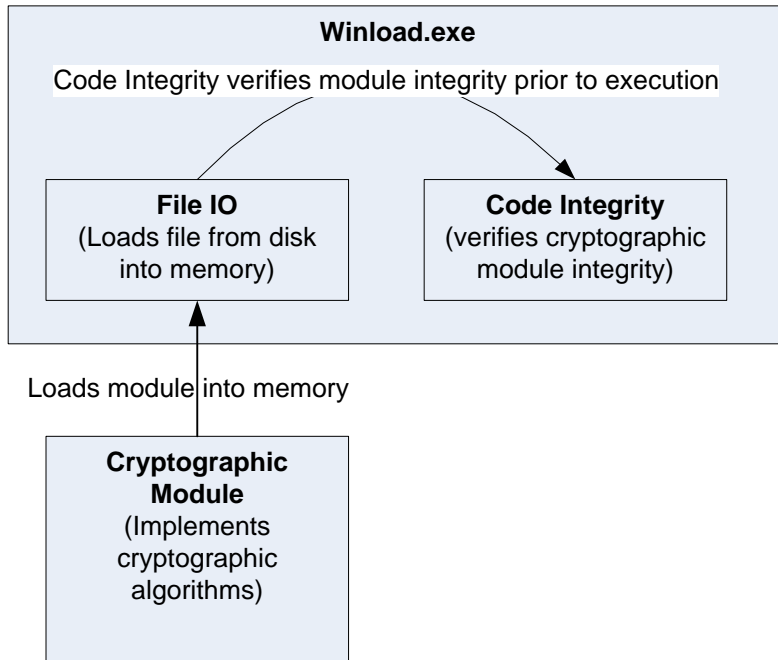 Winload.exe
Code Integrity verifies module integrity prior to execution
File IO
(Loads file from disk
into memory)
Code Integrity
(verifies cryptographic
module integrity)
Loads module into memory
Cryptographic
Module
(Implements
cryptographic
algorithms)